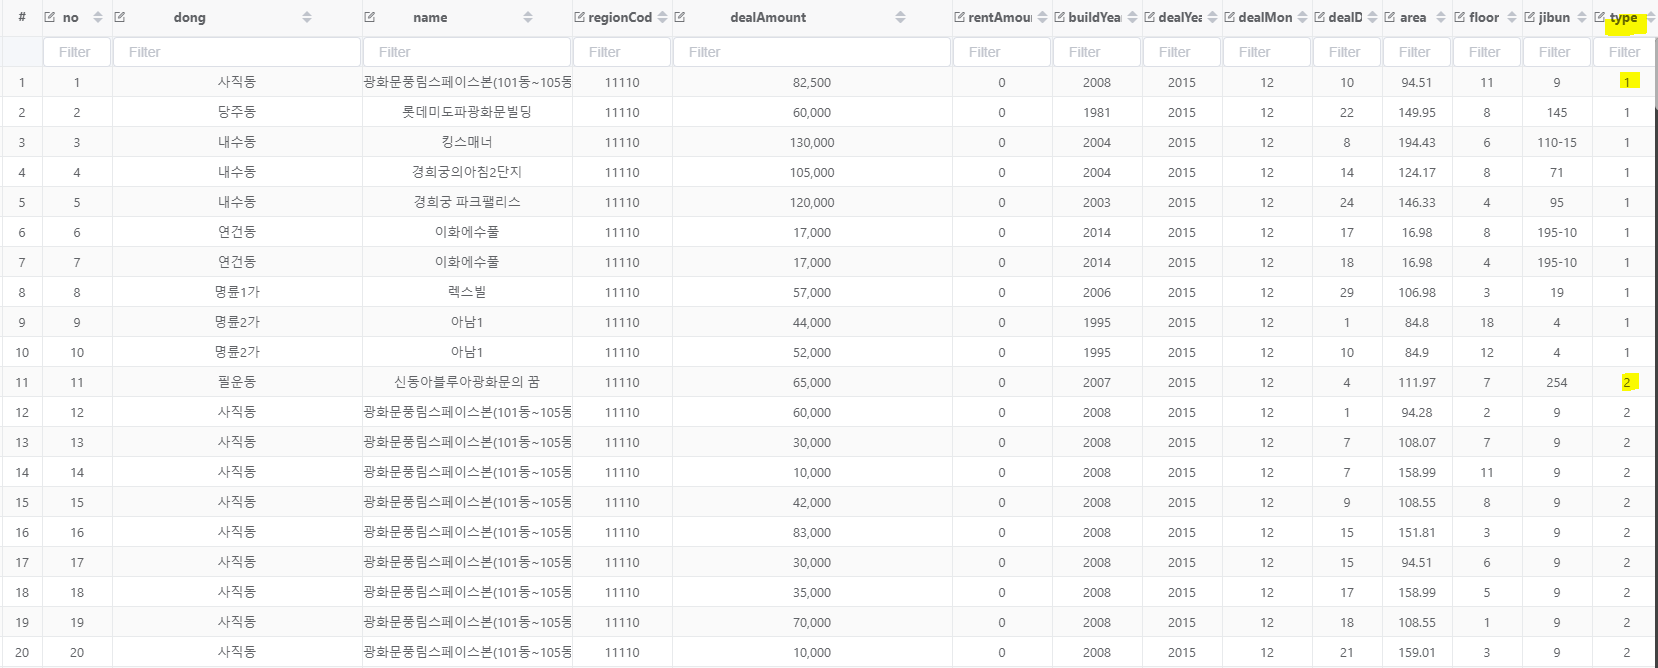 # no dong name regionCod dealAmount rentAmou buildYea dealYea dealMon dealD area floor jibun type
Filter Filter Filter Filter Filter Filter Filter Filter Filter Filter Filter Filter Filter Filter
1 1 사직동 광화문풍림스페이스본(101동~105동 11110 82,500 0 2008 2015 12 10 94.51 11 9 1
2 2 당주동 롯데미도파광화문빌딩 11110 60,000 0 1981 2015 12 22 149.95 8 145 1
3 3 내수동 킹스매너 11110 130,000 0 2004 2015 12 8 194.43 6 110-15 1
4 4 내수동 경희궁의아침2단지 11110 105,000 0 2004 2015 12 14 124.17 8 71 1
5 5 내수동 경희궁 파크팰리스 11110 120,000 0 2003 2015 12 24 146.33 4 95 1
6 6 연건동 이화에수풀 11110 17,000 0 2014 2015 12 17 16.98 8 195-10 1
7 7 연건동 이화에수풀 11110 17,000 0 2014 2015 12 18 16.98 4 195-10 1
8 8 명륜1가 렉스빌 11110 57,000 0 2006 2015 12 29 106.98 3 19 1
9 9 명륜2가 아남1 11110 44,000 0 1995 2015 12 1 84.8 18 4 1
10 10 명륜2가 아남1 11110 52,000 0 1995 2015 12 10 84.9 12 4 1
11 11 필운동 신동아블루아광화문의 꿈 11110 65,000 0 2007 2015 12 4 111.97 7 254 2
12 12 사직동 광화문풍림스페이스본(101동~105동 11110 60,000 0 2008 2015 12 1 94.28 2 9 2
13 13 사직동 광화문풍림스페이스본(101동~105동 11110 30,000 0 2008 2015 12 7 108.07 7 9 2
14 14 사직동 광화문풍림스페이스본(101동~105동 11110 10,000 0 2008 2015 12 7 158.99 11 9 2
15 15 사직동 광화문풍림스페이스본(101동~105동 11110 42,000 0 2008 2015 12 9 108.55 8 9 2
16 16 사직동 광화문풍림스페이스본(101동~105동 11110 83,000 0 2008 2015 12 15 151.81 3 9 2
17 17 사직동 광화문풍림스페이스본(101동~105동 11110 30,000 0 2008 2015 12 15 94.51 6 9 2
18 18 사직동 광화문풍림스페이스본(101동~105동 11110 35,000 0 2008 2015 12 17 158.99 5 9 2
19 19 사직동 광화문풍림스페이스본(101동~105동 11110 70,000 0 2008 2015 12 18 108.55 1 9 2
20 20 사직동 광화문풍림스페이스본(101동~105동 11110 10,000 0 2008 2015 12 21 159.01 3 9 2